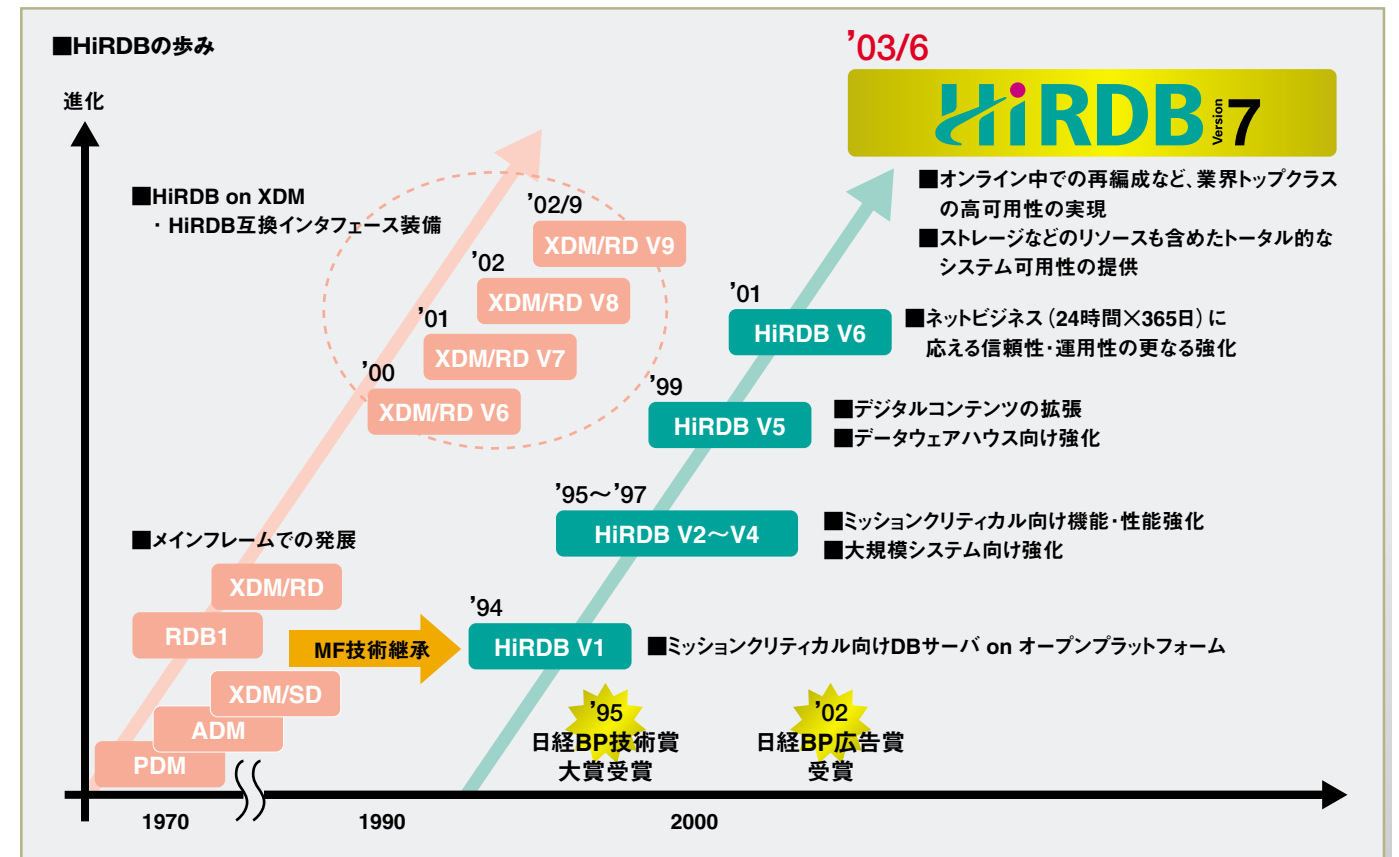 ■HiRDBの歩み
’03/6
HiRDB Version 7
進化
■HiRDB on XDM
・HiRDB互換インタフェース装備
’02/9
XDM/RD V9
’02
XDM/RD V8
’01
XDM/RD V7
’00
XDM/RD V6
■オンライン中での再編成など、業界トップクラス
の高可用性の実現
■ストレージなどのリソースも含めたトータル的な
システム可用性の提供
’01
HiRDB V6
■ネットビジネス(24時間×365日)に
応える信頼性・運用性の更なる強化
’99
HiRDB V5
■デジタルコンテンツの拡張
■データウェアハウス向け強化
’95～’97
HiRDB V2～V4
■ミッションクリティカル向け機能・性能強化
■大規模システム向け強化
■メインフレームでの発展
XDM/RD
RDB1
XDM/SD
ADM
PDM
MF技術継承
’94
HiRDB V1
■ミッションクリティカル向けDBサーバ on オープンプラットフォーム
’95
日経BP技術賞
大賞受賞
’02
日経BP広告賞
受賞
1970
1990
2000